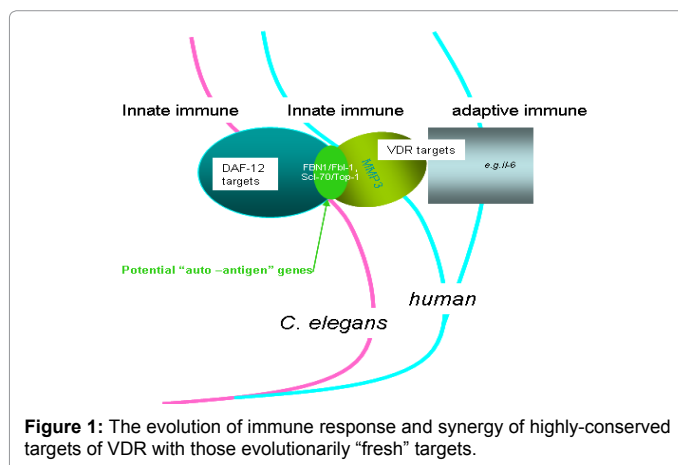 Innate immune
Innate immune
adaptive immune
DAF-12
targets
FBN1/Fbl-1,
Scl-70/Top-1
MMP3
VDR targets
e.g.Il-6
Potential “auto –antigen” genes
human
C. elegans
Figure 1: The evolution of immune response and synergy of highly-conserved
targets of VDR with those evolutionarily “fresh” targets.